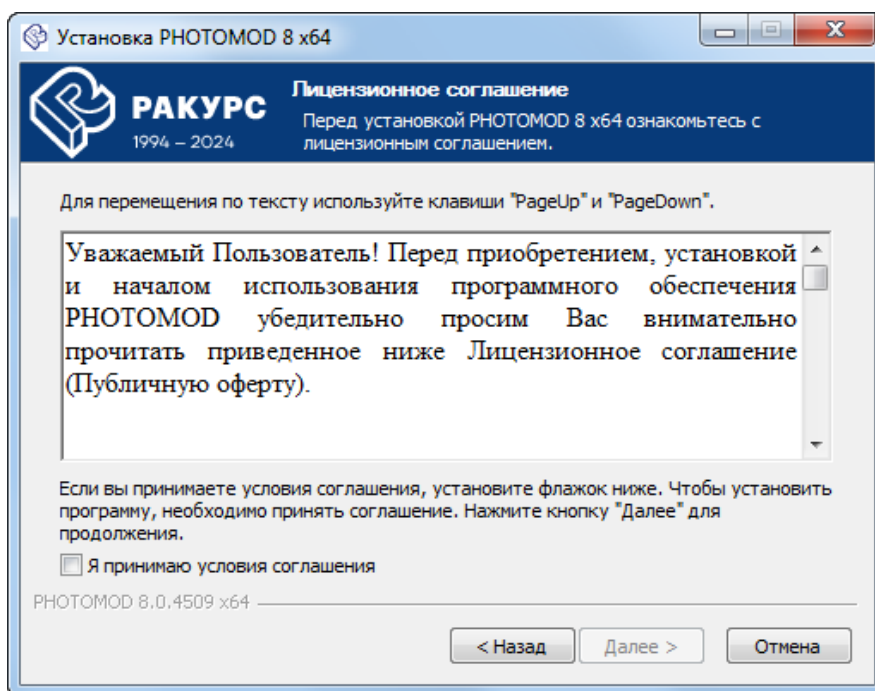 Установка PHOTOMOD 8 x64
РАКУРС
1994 – 2024
Лицензионное соглашение
Перед установкой PHOTOMOD 8 x64 ознакомьтесь с
лицензионным соглашением.
Для перемещения по тексту используйте клавиши "PageUp" и "PageDown".
Уважаемый Пользователь! Перед приобретением, установкой
и началом использования программного обеспечения
PHOTOMOD убедительно просим Вас внимательно
прочитать приведенное ниже Лицензионное соглашение
(Публичную оферту).
Если вы принимаете условия соглашения, установите флажок ниже. Чтобы установить
программу, необходимо принять соглашение. Нажмите кнопку "Далее" для
продолжения.
Я принимаю условия соглашения
PHOTOMOD 8.0.4509 x64
< Назад
Далее >
Отмена